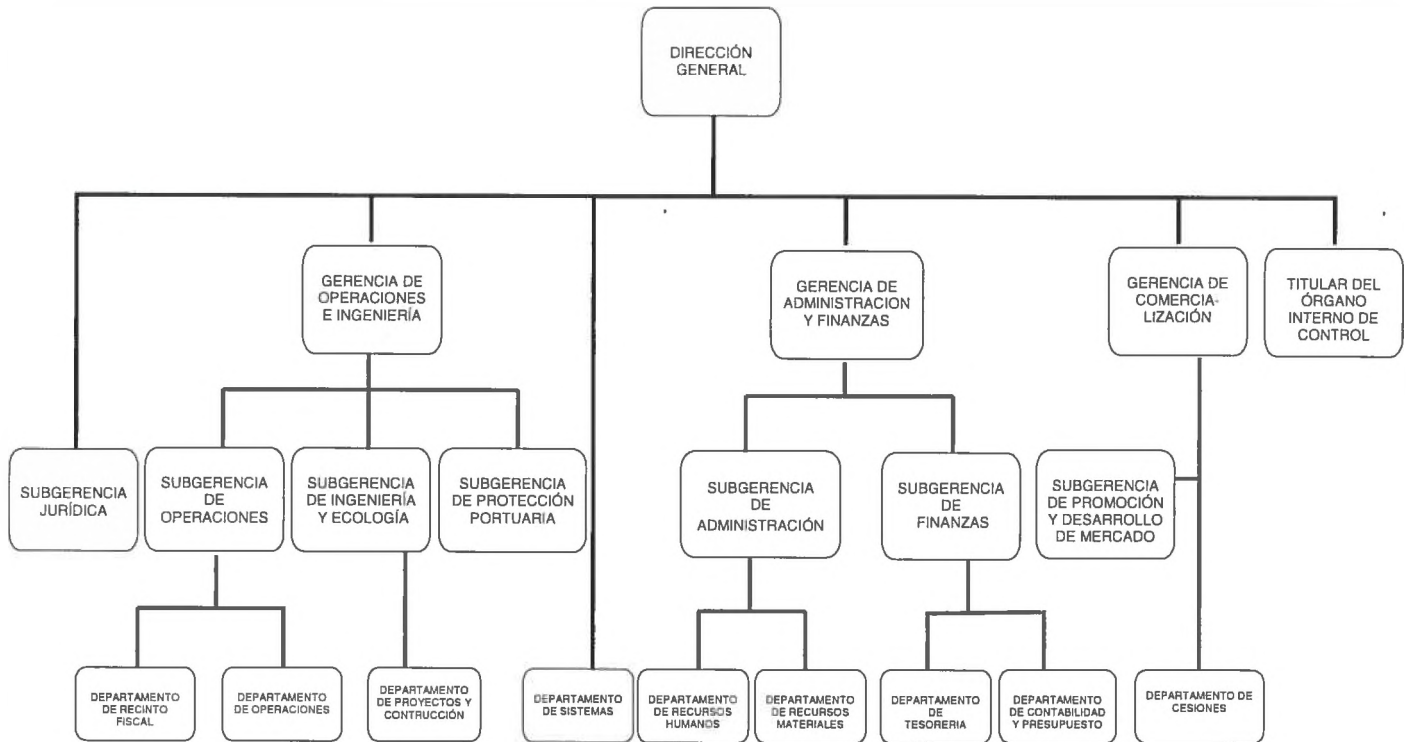 DIRECCIÓN
GENERAL
GERENCIA DE
OPERACIONES
E INGENIERÍA
GERENCIA DE
ADMINISTRACION
Y FINANZAS
GERENCIA DE
COMERCIA-
LIZACIÓN
TITULAR DEL
ÓRGANO
INTERNO DE
CONTROL
SUBGERENCIA
JURÍDICA
SUBGERENCIA
DE
OPERACIONES
SUBGERENCIA
DE INGENIERÍA
Y ECOLOGÍA
SUBGERENCIA
DE PROTECCIÓN
PORTUARIA
SUBGERENCIA
DE
ADMINISTRACIÓN
SUBGERENCIA
DE
FINANZAS
SUBGERENCIA
DE PROMOCIÓN
Y DESARROLLO
DE MERCADO
DEPARTAMENTO
DE RECINTO
FISCAL
DEPARTAMENTO
DE OPERACIONES
DEPARTAMENTO
DE PROYECTOS Y
CONTRUCCIÓN
DEPARTAMENTO
DE SISTEMAS
DEPARTAMENTO
DE RECURSOS
HUMANOS
DEPARTAMENTO
DE RECURSOS
MATERIALES
DEPARTAMENTO
DE
TESORERIA
DEPARTAMENTO
DE CONTABILIDAD
Y PRESUPUESTO
DEPARTAMENTO DE
CESIONES